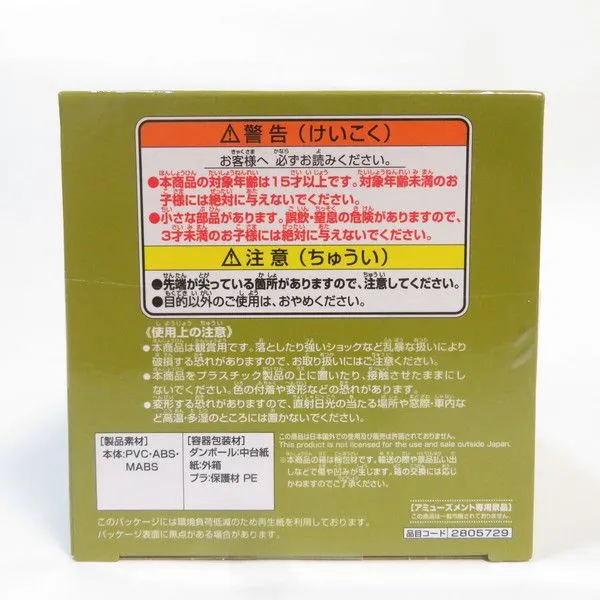 ⚠警告(けいこく)
お客様へ 必ずお読みください。
●本商品の対象年齢は15才以上です。対象年齢未満のお
子様には絶対に与えないでください。
●小さな部品があります。誤飲・窒息の危険がありますので、
3才未満のお子様には絶対に与えないでください。
⚠注意(ちゅうい)
●先端が尖っている箇所がありますので、注意してください。
●目的以外のご使用は、おやめください。
《使用上の注意》
●本商品は観賞用です。落としたり強いショックなど乱暴な扱いにより
破損する恐れがありますので、お取り扱いにはご注意ください。
●本商品をプラスチック製品の上に置いたり、接触させたままにし
ないでください。色の付着や変形などの恐れがあります。
●変形する恐れがありますので、直射日光の当たる場所や窓際・車内な
ど高温・多湿のところには置かないでください。
【製品素材】
本体:PVC・ABS・
MABS
【容器包装材】
ダンボール:中台紙
紙:外箱
プラ:保護材 PE
この商品は日本国外での使用及び販売は許諾されておりません。
This product is not licensed for the use and sale outside Japan.
※本商品の箱は梱包材です。輸送の際や景品払い出
しなどで傷や凹みが生じます。箱の交換にはおじ
かねますのでご了承ください。
このパッケージには環境負荷低減のため再生紙を利用しております。
パッケージ表面に黒点がある場合があります。
【アミューズメント専用景品】
この商品は一般市販されておりません。
品目コード 2805729